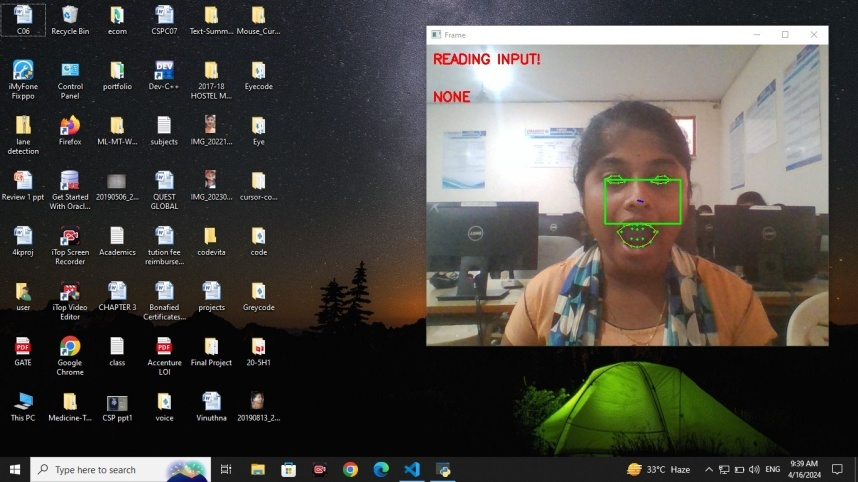 C06
Recycle Bin
ecom
CSPC07
Text-Summ...
Mouse_Cur...
iMyFone
Fixppo
Control
Panel
portfolio
Dev-C++
2017-18
HOSTEL M...
Eyecode
lane
detection
Firefox
ML-MT-W...
subjects
IMG_20221...
Eye
Review 1 ppt
Get Started
With Oracl...
20190506_2...
QUEST
GLOBAL
IMG_20230...
cursor-co...
4kproj
iTop Screen
Recorder
Academics
tution fee
reimburse...
codevita
code
user
iTop Video
Editor
CHAPTER 3
Bonafied
Certificates...
projects
Greycode
GATE
Google
Chrome
class
Accenture
LOI
Final Project
20-5H1
This PC
Medicine-T...
CSP ppt1
voice
Vinuthna
20190813_2...
Frame
READING INPUT!
NONE
DELL
DELL
Type here to search
33°C Haze
ENG
9:39 AM
4/16/2024